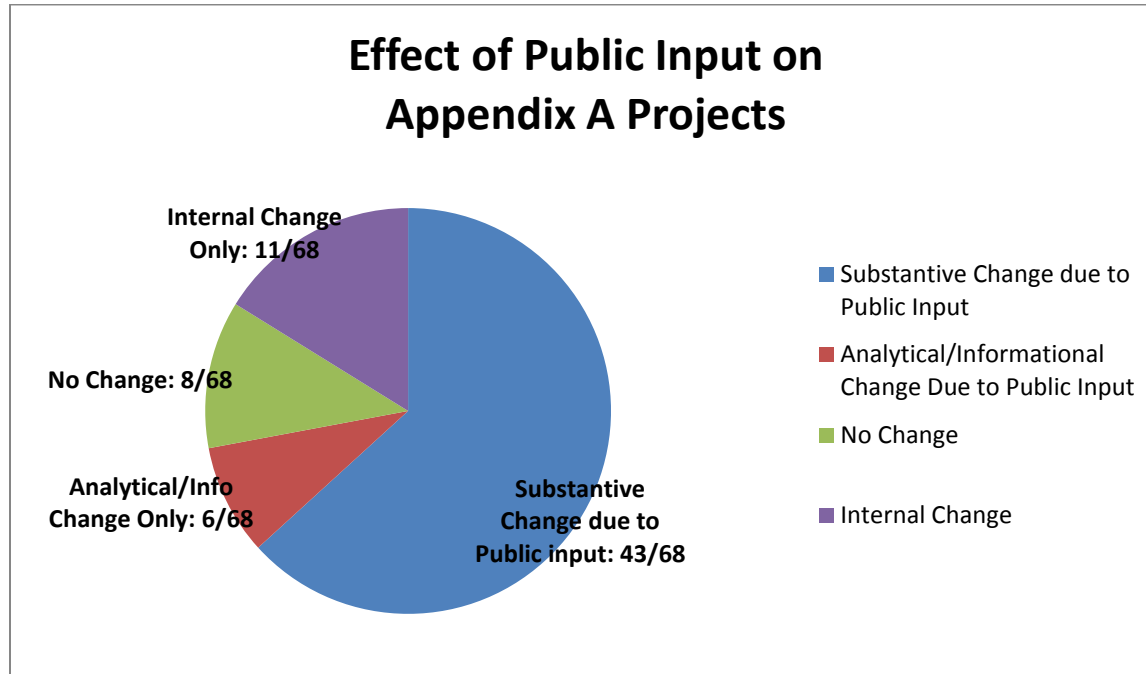 Effect of Public Input on
Appendix A Projects
Internal Change
Only: 11/68
No Change: 8/68
Analytical/Info
Change Only: 6/68
Substantive
Change due to
Public input: 43/68
Substantive Change due to
Public Input
Analytical/Informational
Change Due to Public Input
No Change
Internal Change